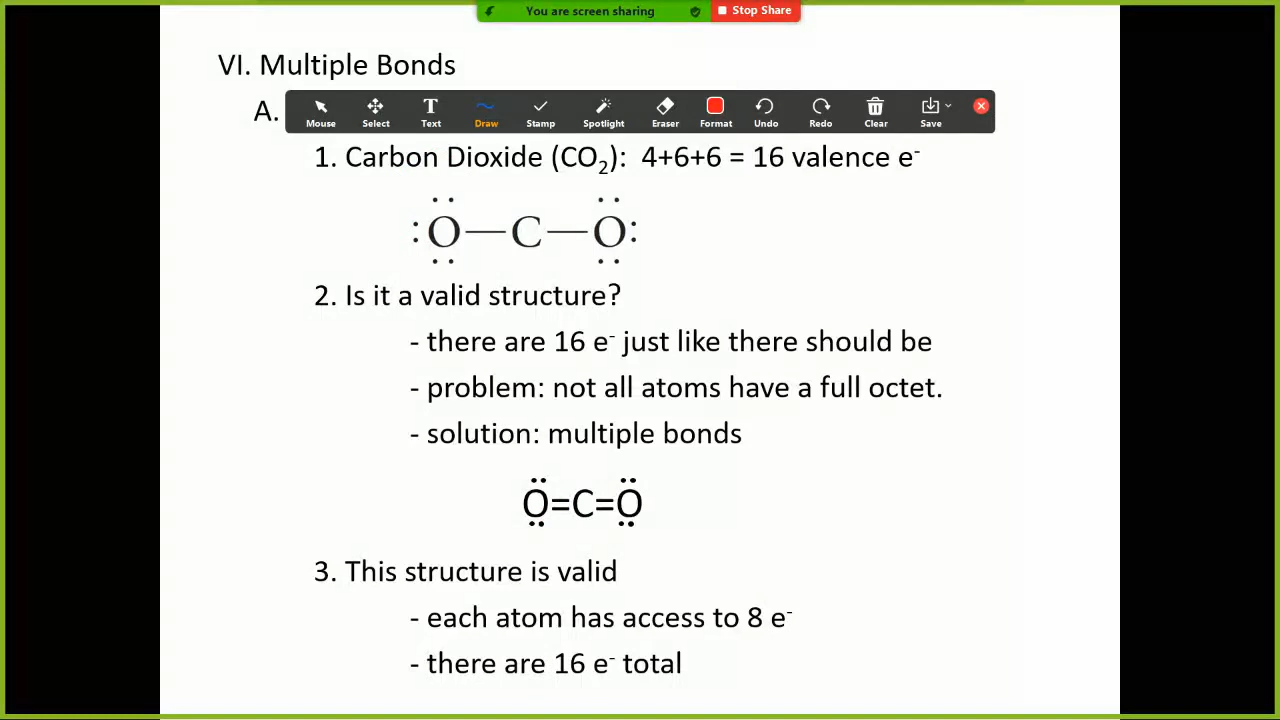 You are screen sharing Stop Share
VI. Multiple Bonds
A.
Mouse Select Text Draw Stamp Spotlight Eraser Format Undo Redo Clear Save
1. Carbon Dioxide (CO₂): 4+6+6 = 16 valence e⁻
:Ö—C—Ö:
2. Is it a valid structure?
- there are 16 e⁻ just like there should be
- problem: not all atoms have a full octet.
- solution: multiple bonds
Ö=C=Ö
3. This structure is valid
- each atom has access to 8 e⁻
- there are 16 e⁻ total